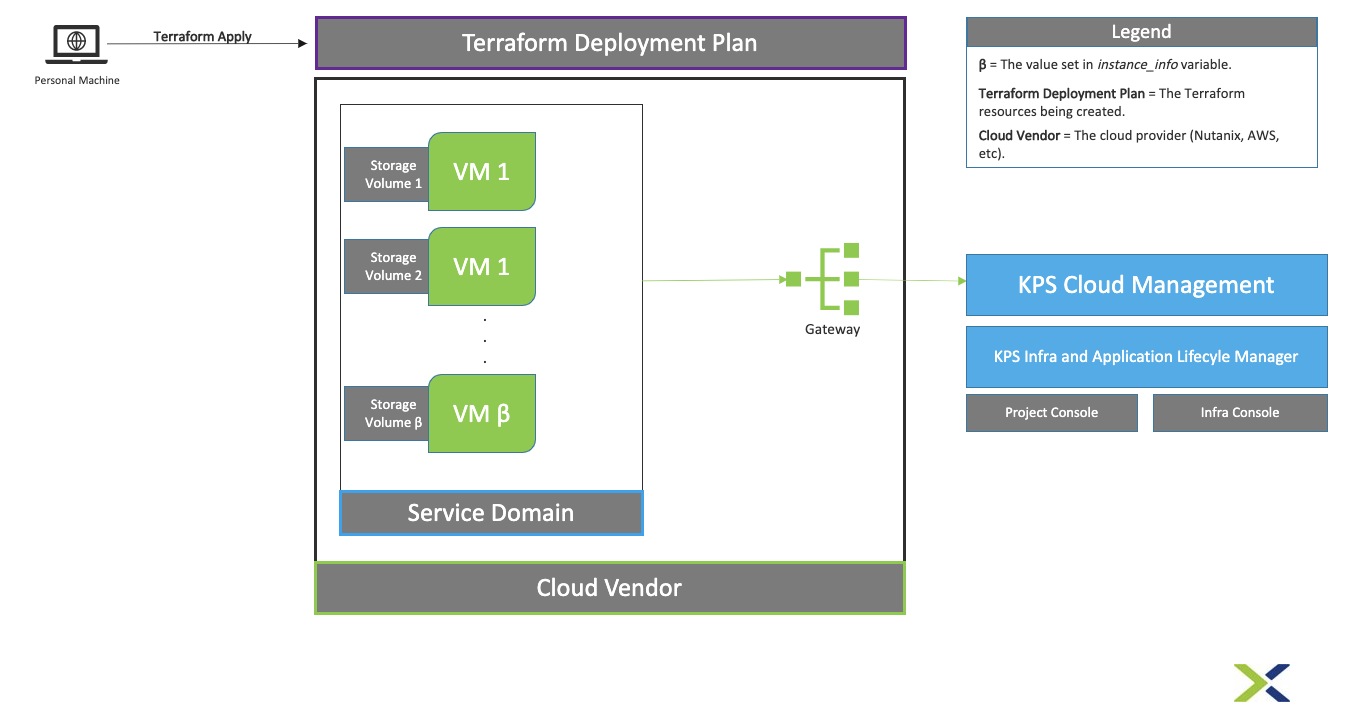 Terraform Apply
Personal Machine
Terraform Deployment Plan
Legend
β = The value set in instance_info variable.
Terraform Deployment Plan = The Terraform
resources being created.
Cloud Vendor = The cloud provider (Nutanix, AWS,
etc).
Storage
Volume 1
VM 1
Storage
Volume 2
VM 1
.
.
.
Storage
Volume β
VM β
Service Domain
Gateway
Cloud Vendor
KPS Cloud Management
KPS Infra and Application Lifecyle Manager
Project Console
Infra Console